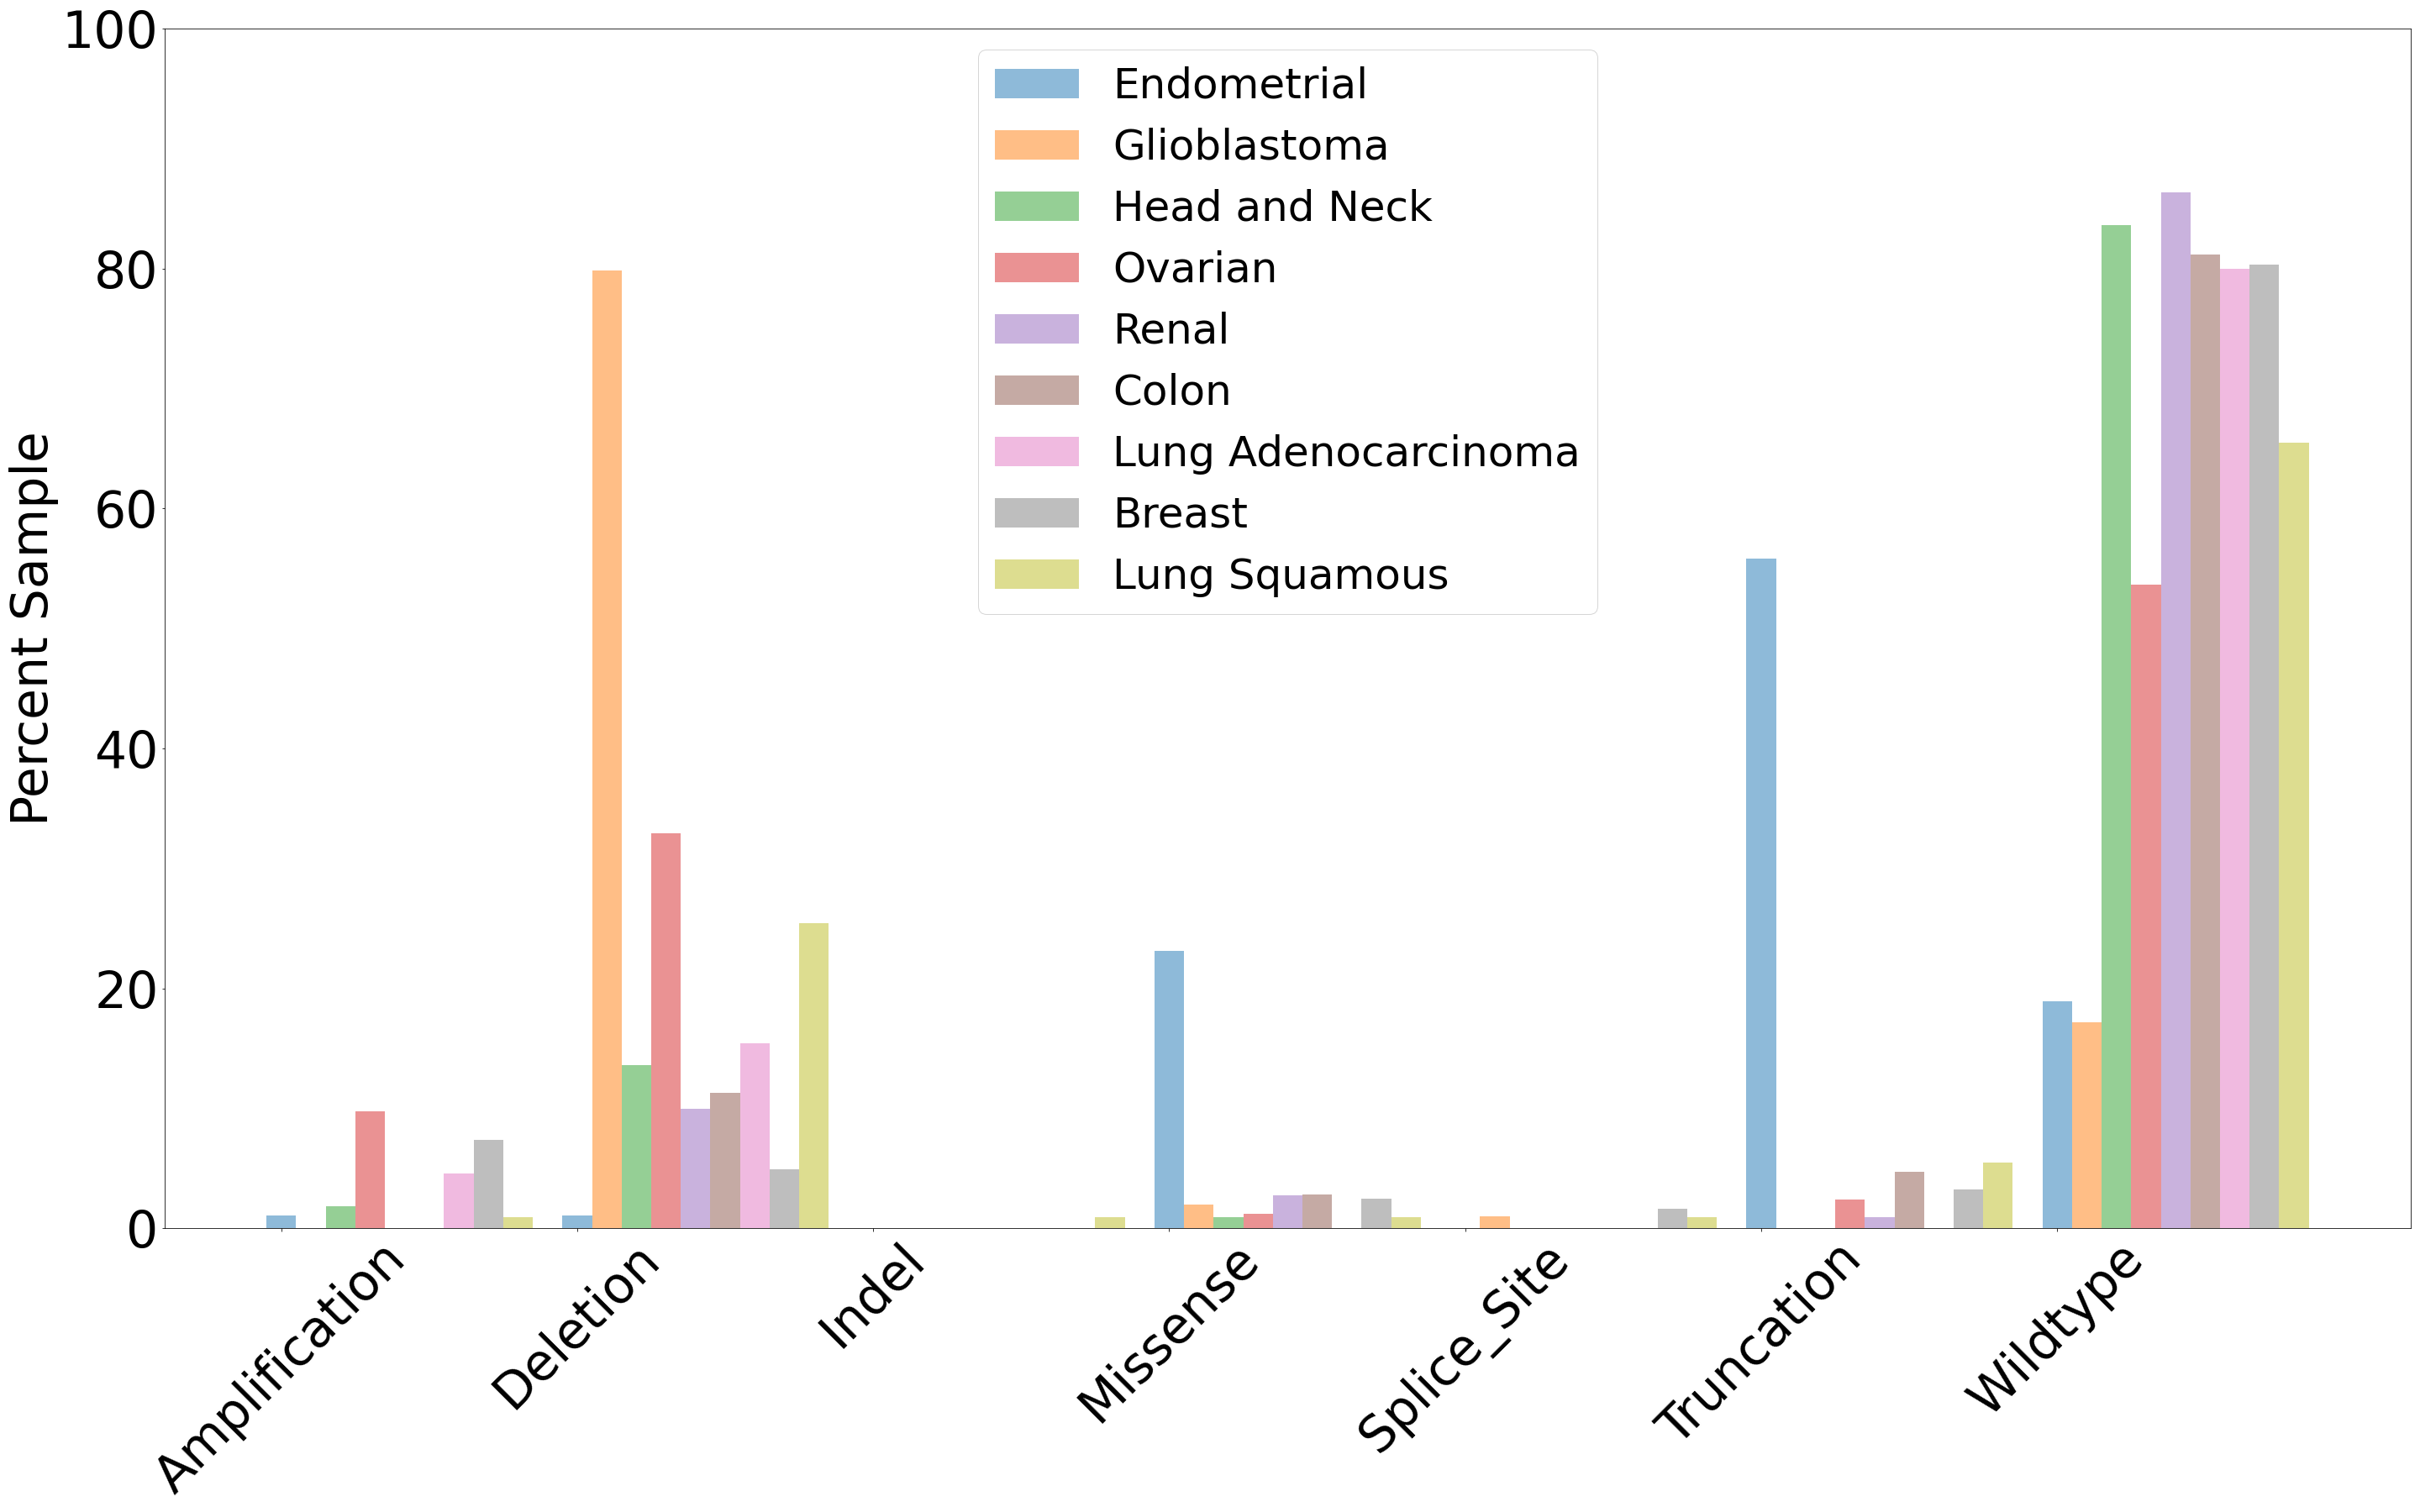 Percent Sample
100
80
60
40
20
0
Endometrial
Glioblastoma
Head and Neck
Ovarian
Renal
Colon
Lung Adenocarcinoma
Breast
Lung Squamous
Amplification
Deletion
Indel
Missense
Splice_Site
Truncation
Wildtype